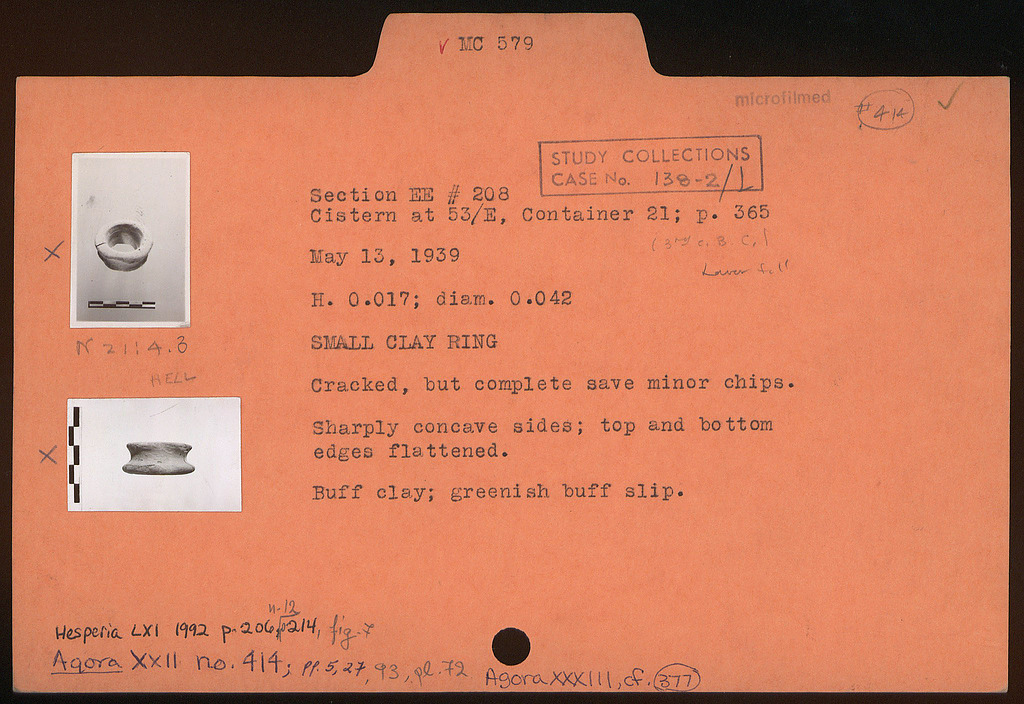 ✓ MC 579
microfilmed
#414 ✓
STUDY COLLECTIONS
CASE No. 138-2/L
Section EE # 208
Cistern at 53/E, Container 21; p. 365
(3rd c. B.C.)
Lower fill
May 13, 1939
H. 0.017; diam. 0.042
SMALL CLAY RING
Cracked, but complete save minor chips.
Sharply concave sides; top and bottom
edges flattened.
Buff clay; greenish buff slip.
X
HELL
X
n. 12
Hesperia LXI 1992 p. 206, p214, fig. 7
Agora XXII no. 414; pp. 5, 27, 93, pl. 72
Agora XXXIII, cf. 377